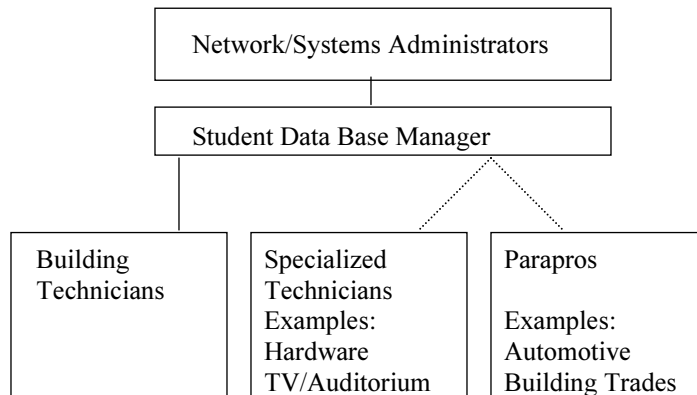 Network/Systems Administrators
Student Data Base Manager
Building
Technicians
Specialized
Technicians
Examples:
Hardware
TV/Auditorium
Parapros
Examples:
Automotive
Building Trades